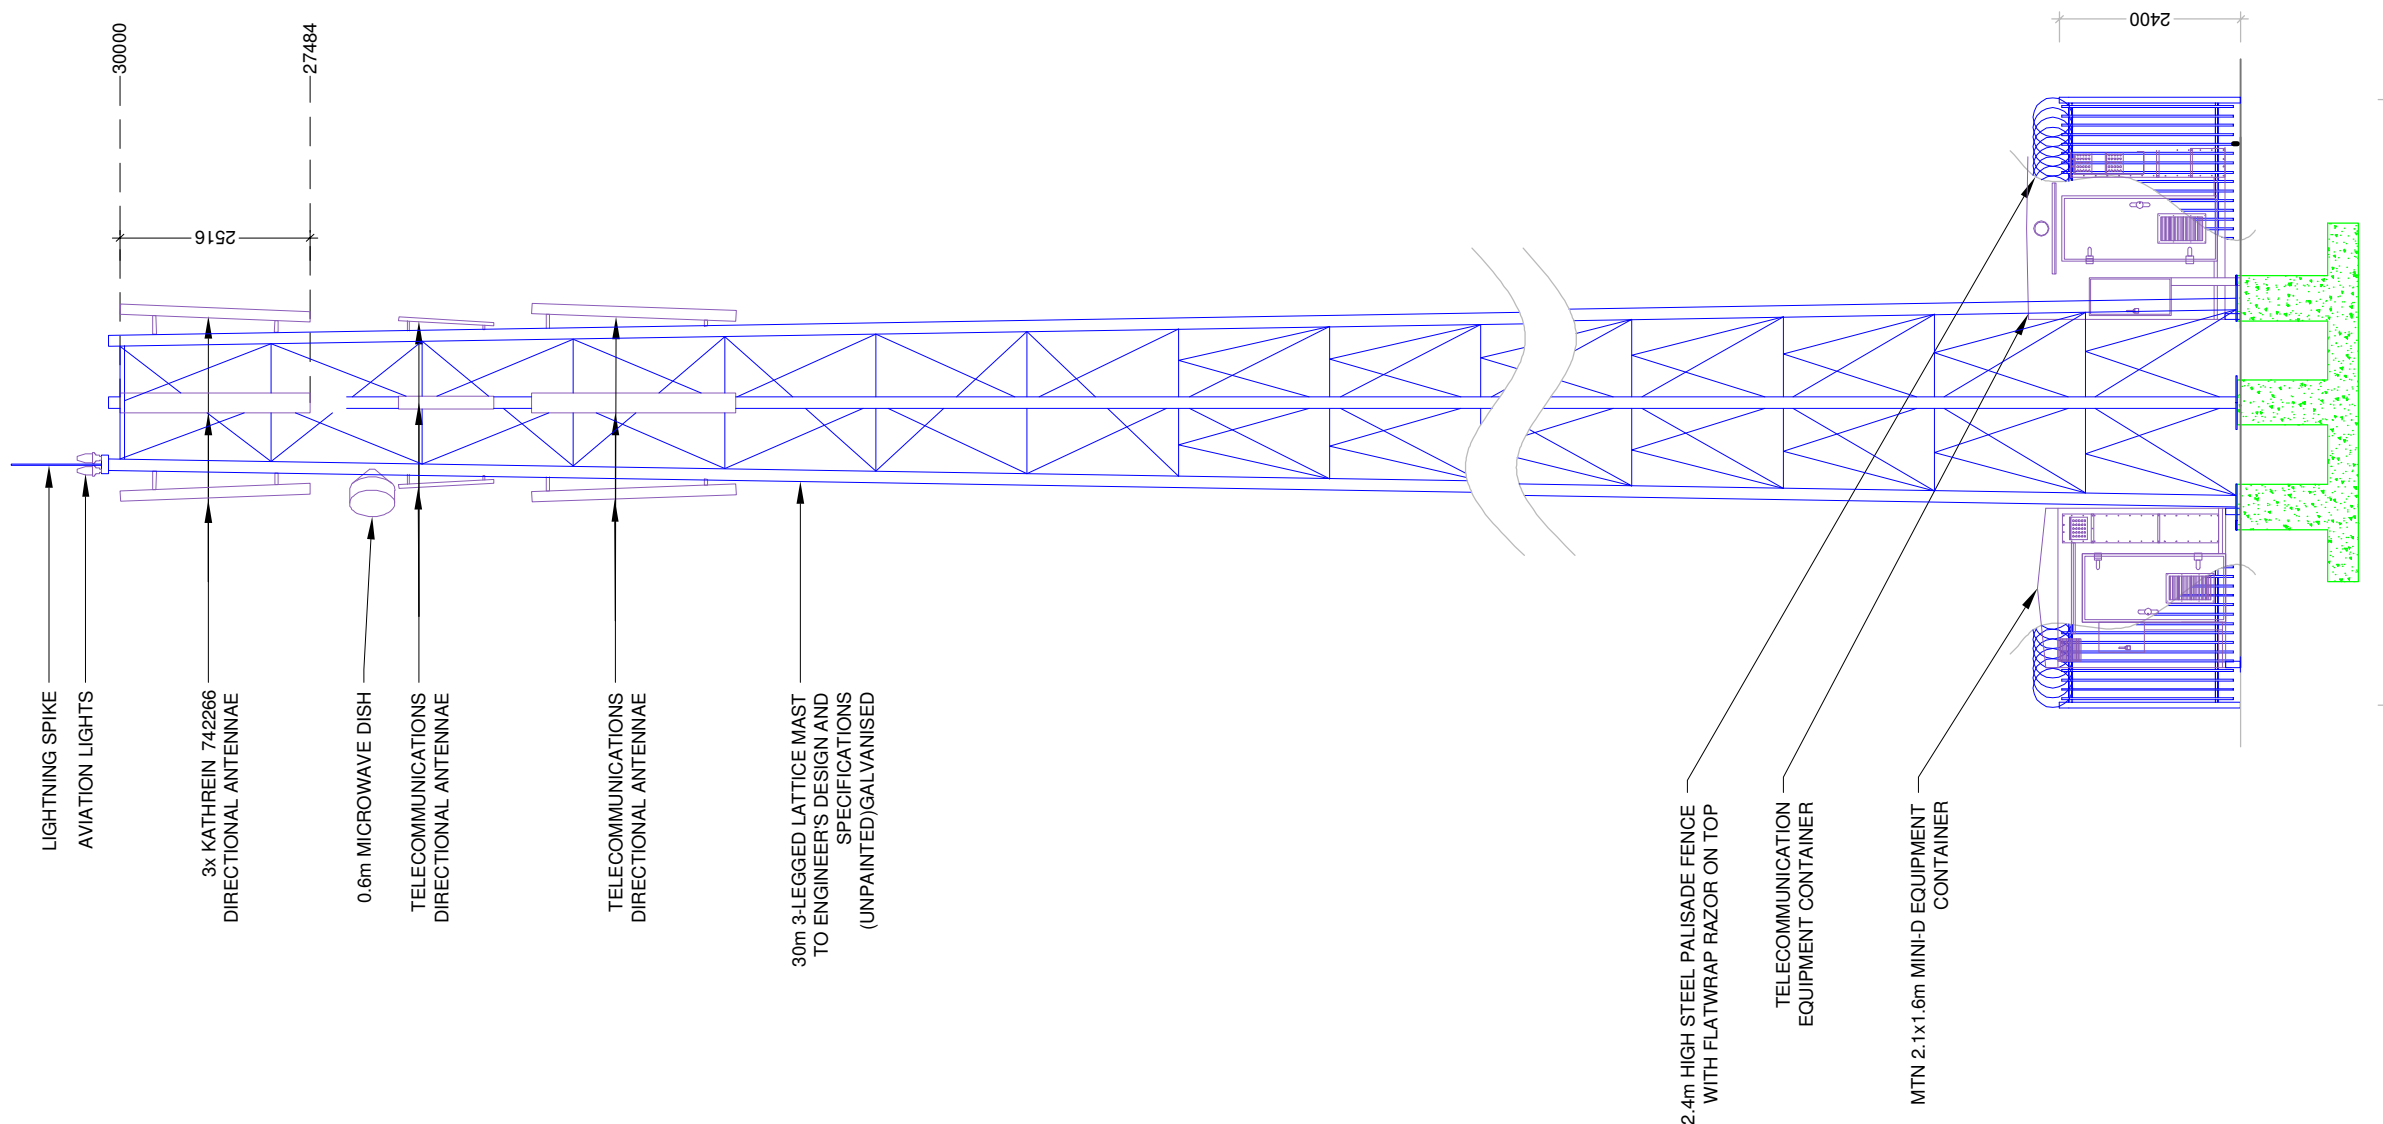 30000
27484
2516
2400
LIGHTNING SPIKE
AVIATION LIGHTS
3x KATHREIN 742266
DIRECTIONAL ANTENNAE
0.6m MICROWAVE DISH
TELECOMMUNICATIONS
DIRECTIONAL ANTENNAE
TELECOMMUNICATIONS
DIRECTIONAL ANTENNAE
30m 3-LEGGED LATTICE MAST
TO ENGINEER'S DESIGN AND
SPECIFICATIONS
(UNPAINTED)GALVANISED
2.4m HIGH STEEL PALISADE FENCE
WITH FLATWRAP RAZOR ON TOP
TELECOMMUNICATION
EQUIPMENT CONTAINER
MTN 2.1x1.6m MINI-D EQUIPMENT
CONTAINER